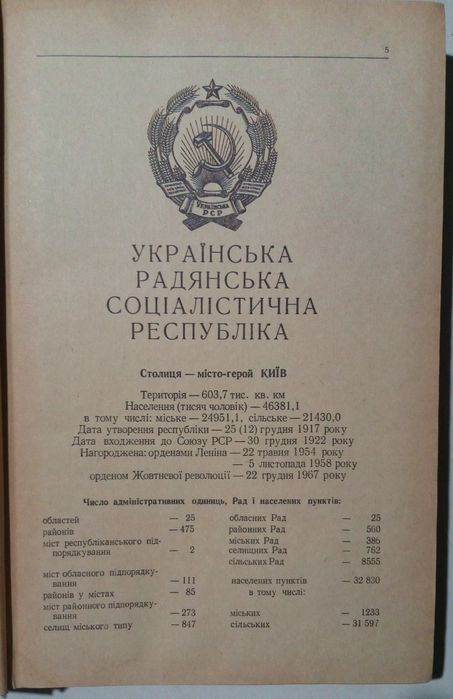 5
Українська
РСР
УКРАЇНСЬКА
РАДЯНСЬКА
СОЦІАЛІСТИЧНА
РЕСПУБЛІКА
Столиця — місто-герой КИЇВ
Територія — 603,7 тис. кв. км
Населення (тисяч чоловік) — 46381,1
в тому числі: міське — 24951,1, сільське — 21430,0
Дата утворення республіки — 25 (12) грудня 1917 року
Дата входження до Союзу РСР — 30 грудня 1922 року
Нагороджена: орденами Леніна — 22 травня 1954 року
— 5 листопада 1958 року
орденом Жовтневої революції — 22 грудня 1967 року
Число адміністративних одиниць, Рад і населених пунктів:
областей — 25
районів — 475
міст республіканського під-
порядкування — 2
міст обласного підпорядку-
вання — 111
районів у містах — 85
міст районного підпорядку-
вання — 273
селищ міського типу — 847
обласних Рад — 25
районних Рад — 560
міських Рад — 386
селищних Рад — 762
сільських Рад — 8555
населених пунктів — 32 830
в тому числі:
міських — 1233
сільських — 31 597